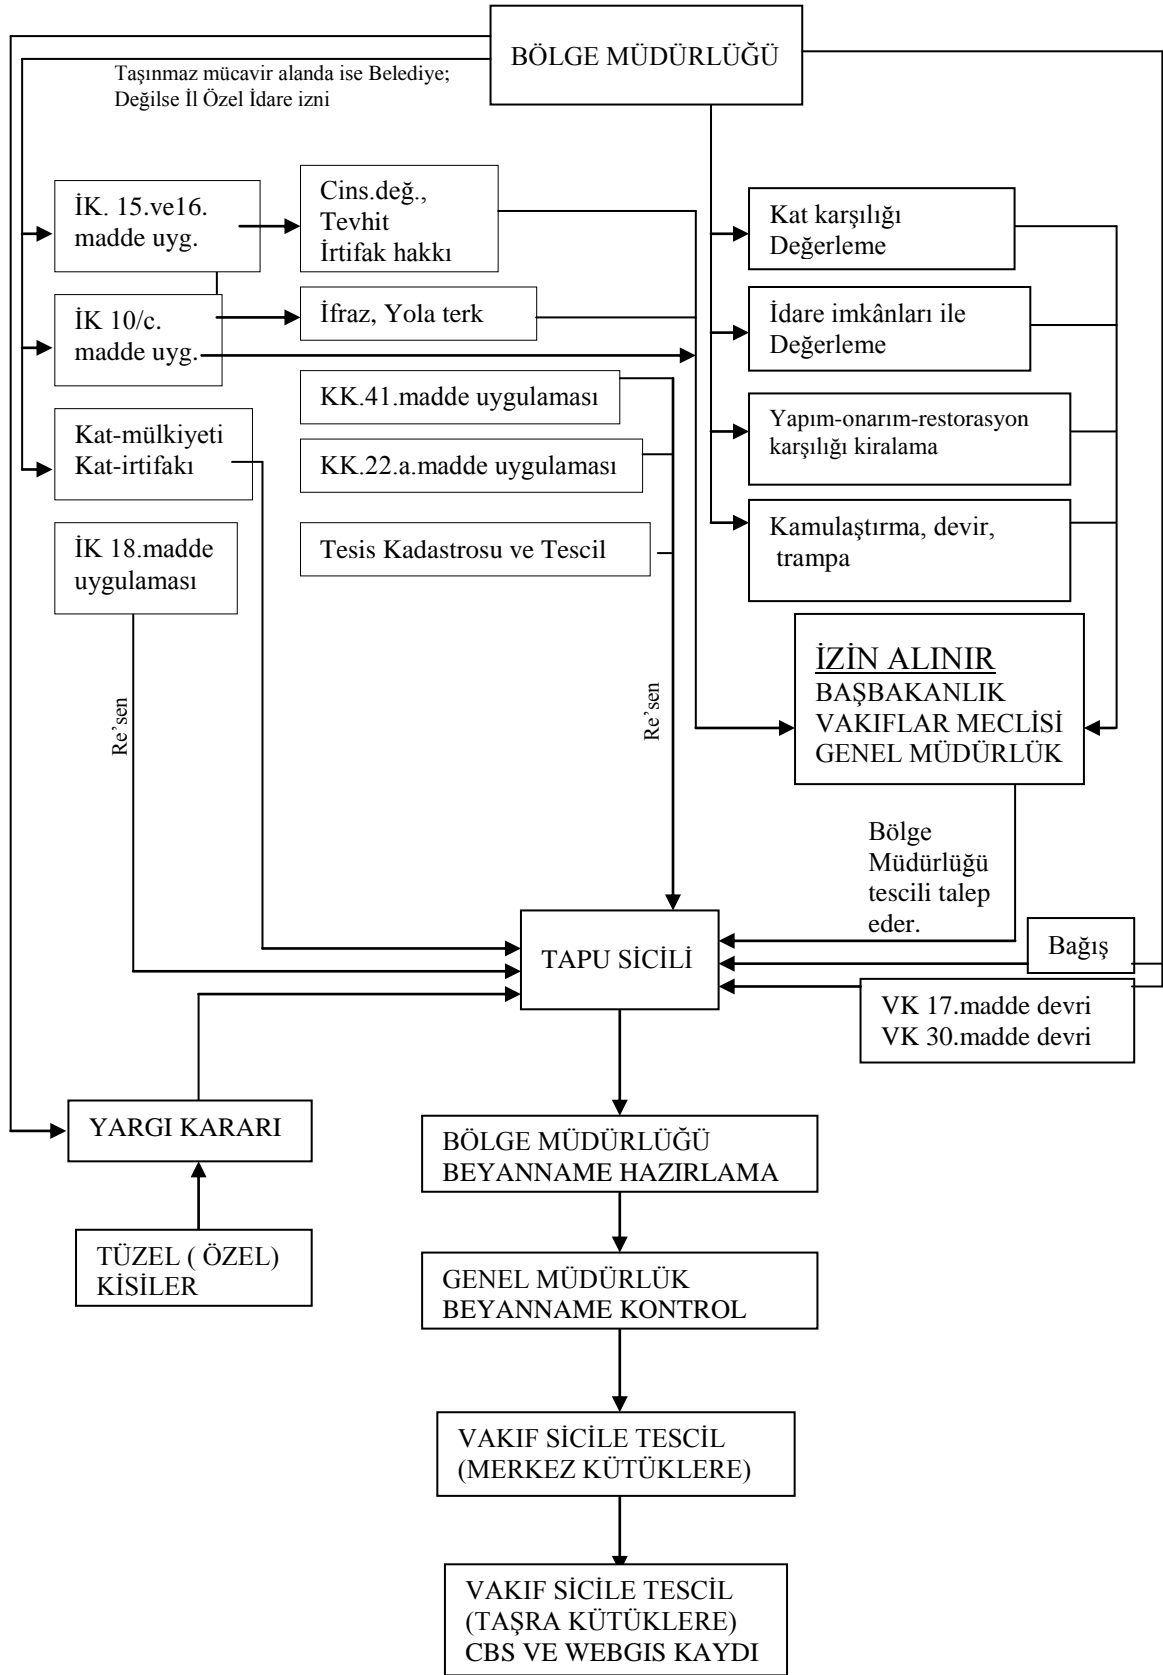 BÖLGE MÜDÜRLÜĞÜ
Taşınmaz mücavir alanda ise Belediye;
Değilse İl Özel İdare izni
İK. 15.ve16.
madde uyg.
Cins.değ.,
Tevhit
İrtifak hakkı
Kat karşılığı
Değerleme
İK 10/c.
madde uyg.
İfraz, Yola terk
İdare imkânları ile
Değerleme
KK.41.madde uygulaması
Kat-mülkiyeti
Kat-irtifakı
KK.22.a.madde uygulaması
Yapım-onarım-restorasyon
karşılığı kiralama
İK 18.madde
uygulaması
Tesis Kadastrosu ve Tescil
Kamulaştırma, devir,
trampa
Re'sen
Re'sen
İZİN ALINIR
BAŞBAKANLIK
VAKIFLAR MECLİSİ
GENEL MÜDÜRLÜK
Bölge
Müdürlüğü
tescili talep
eder.
TAPU SİCİLİ
Bağış
VK 17.madde devri
VK 30.madde devri
YARGI KARARI
BÖLGE MÜDÜRLÜĞÜ
BEYANNAME HAZIRLAMA
TÜZEL ( ÖZEL)
KISİLER
GENEL MÜDÜRLÜK
BEYANNAME KONTROL
VAKIF SİCİLE TESCİL
(MERKEZ KÜTÜKLERE)
VAKIF SİCİLE TESCİL
(TAŞRA KÜTÜKLERE)
CBS VE WEBGIS KAYDI